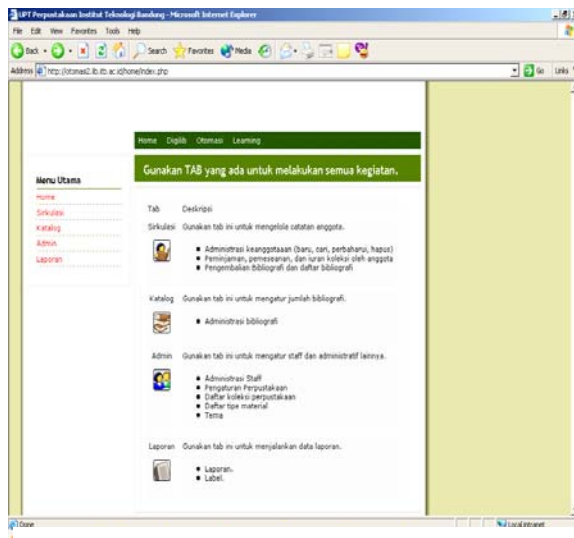 UPT Perpustakaan Institut Teknologi Bandung - Microsoft Internet Explorer
File Edit View Favorites Tools Help
Back Search Favorites Media
Address http://otomasi2.lib.itb.ac.id/home/index.php Go Links
Home Digilib Otomasi Learning
Gunakan TAB yang ada untuk melakukan semua kegiatan.
Menu Utama
Home
Sirkulasi
Katalog
Admin
Laporan
Tab Deskripsi
Sirkulasi Gunakan tab ini untuk mengelola catatan anggota.
Administrasi keanggotaaan (baru, cari, perbaharui, hapus)
Peminjaman, pemesanan, dan iuran koleksi oleh anggota
Pengembalian Bibliografi dan daftar bibliografi
Katalog Gunakan tab ini untuk mengatur jumlah bibliografi.
Administrasi bibliografi
Admin Gunakan tab ini untuk mengatur staff dan administratif lainnya.
Administrasi Staff
Pengaturan Perpustakaan
Daftar koleksi perpustakaan
Daftar tipe material
Tema
Laporan Gunakan tab ini untuk menjalankan data laporan.
Laporan.
Label.
Done Local intranet